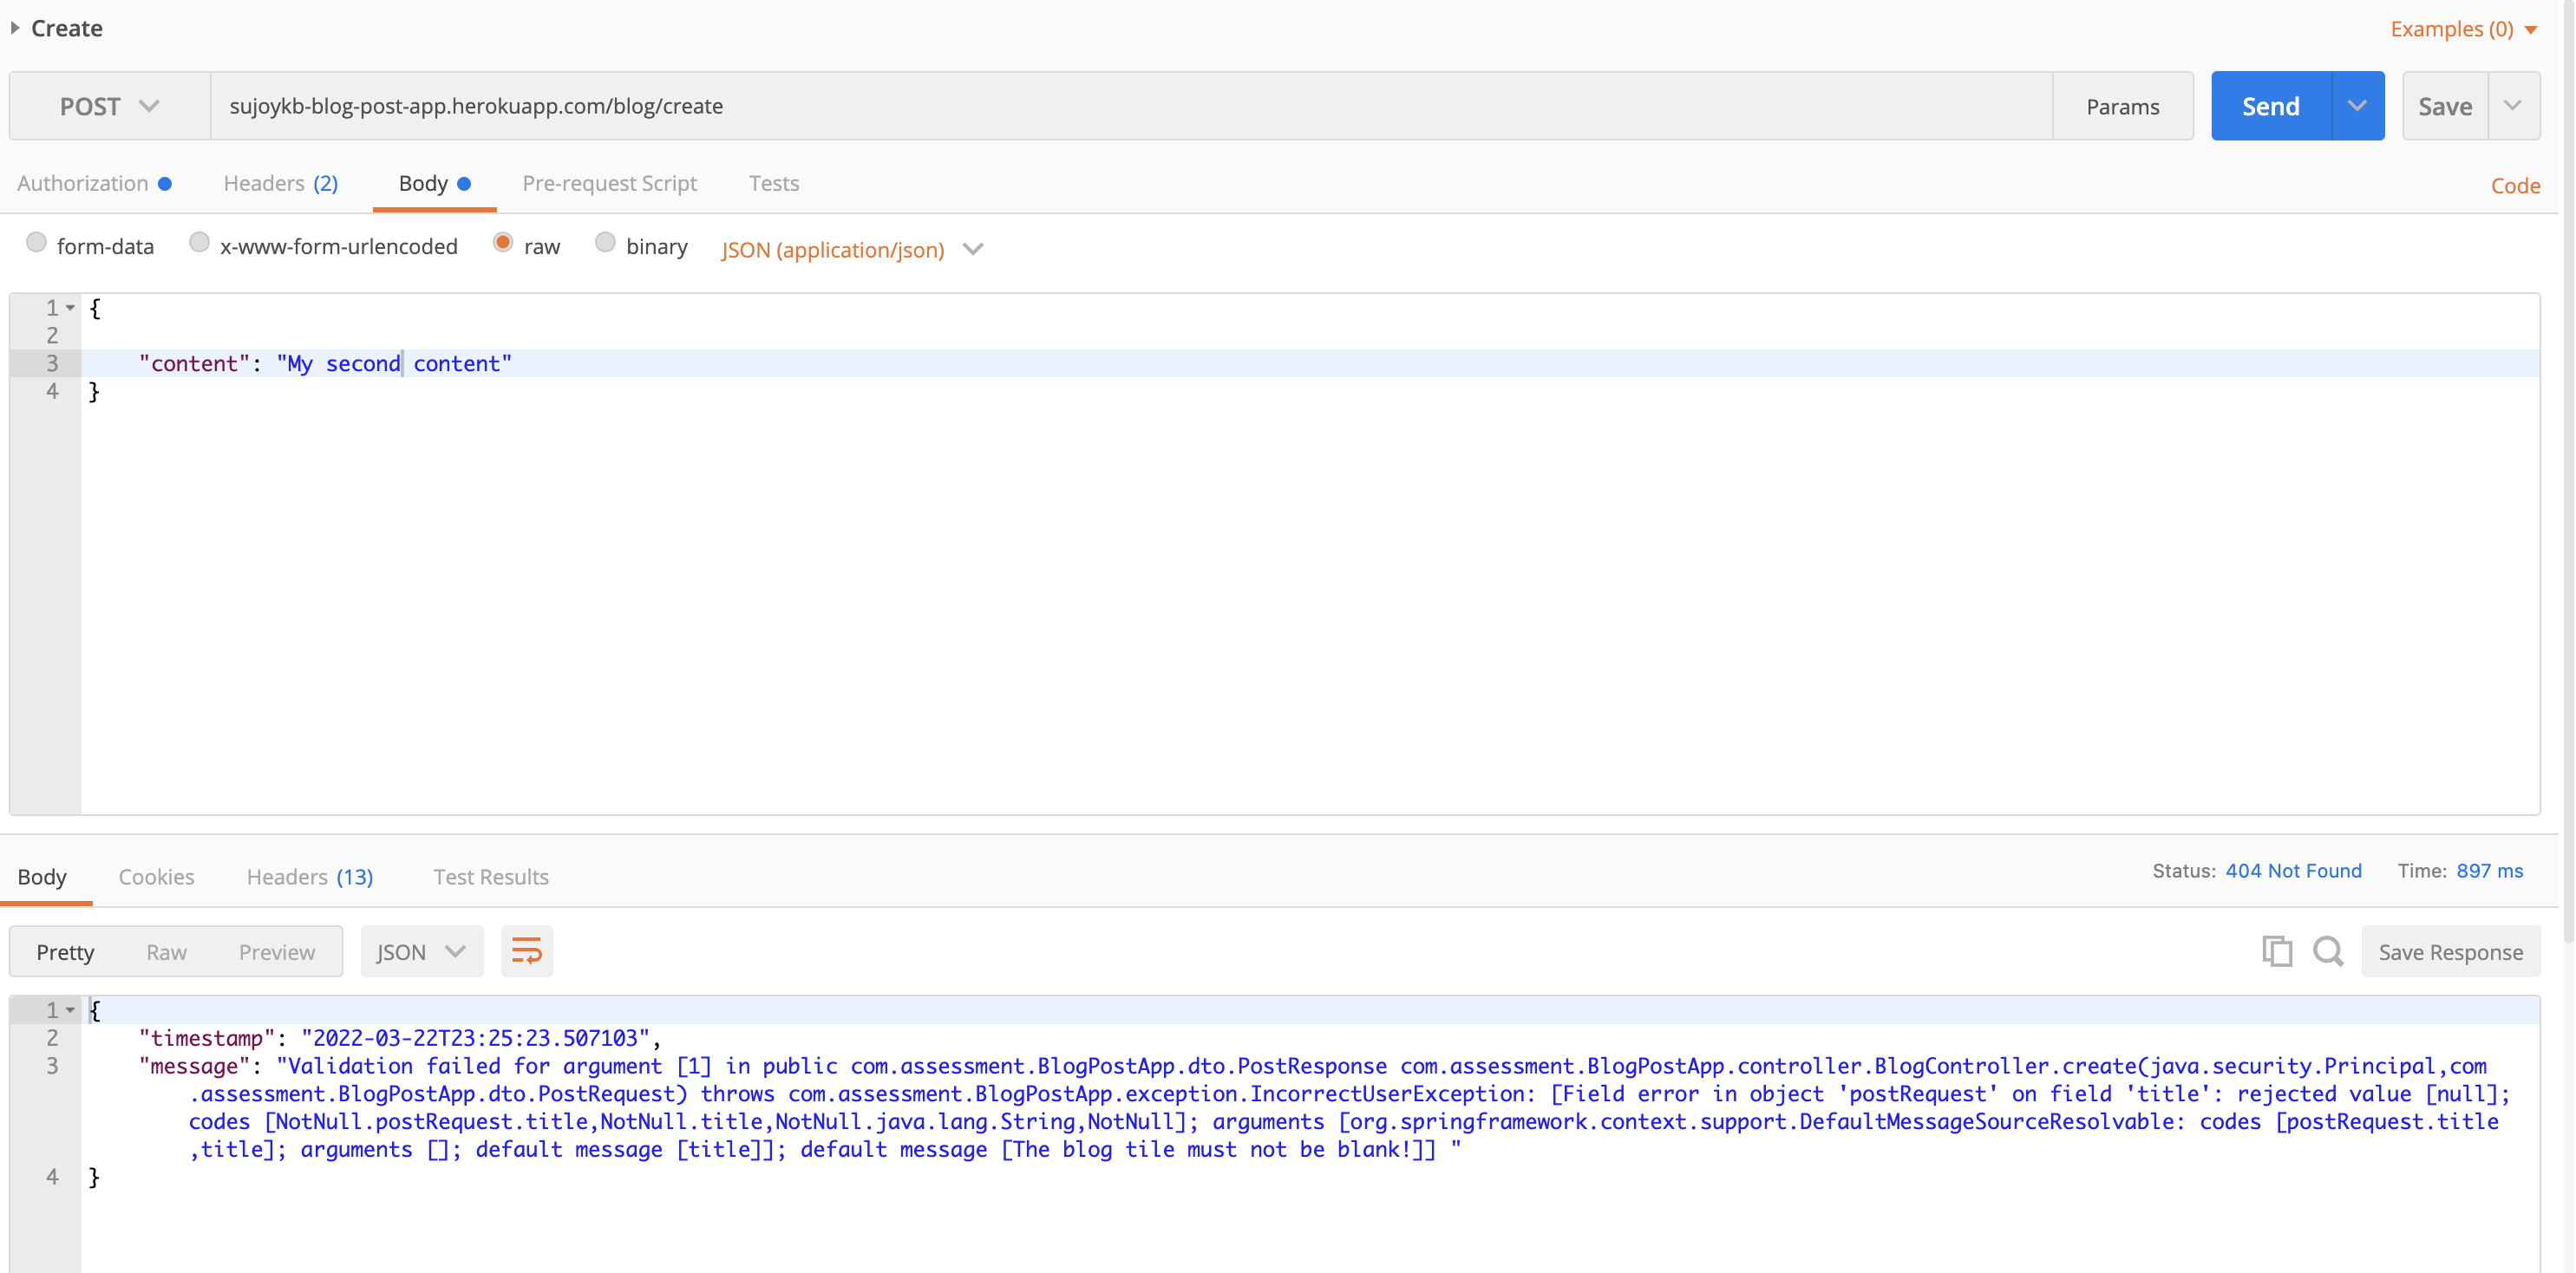 Create
Examples (0)
POST
sujoykb-blog-post-app.herokuapp.com/blog/create
Params
Send
Save
Authorization
Headers (2)
Body
Pre-request Script
Tests
Code
form-data
x-www-form-urlencoded
raw
binary
JSON (application/json)
1 {
2
3 "content": "My second content"
4 }
Body
Cookies
Headers (13)
Test Results
Status: 404 Not Found
Time: 897 ms
Pretty
Raw
Preview
JSON
Save Response
1 {
2 "timestamp": "2022-03-22T23:25:23.507103",
3 "message": "Validation failed for argument [1] in public com.assessment.BlogPostApp.dto.PostResponse com.assessment.BlogPostApp.controller.BlogController.create(java.security.Principal,com
.assessment.BlogPostApp.dto.PostRequest) throws com.assessment.BlogPostApp.exception.IncorrectUserException: [Field error in object 'postRequest' on field 'title': rejected value [null];
codes [NotNull.postRequest.title,NotNull.title,NotNull.java.lang.String,NotNull]; arguments [org.springframework.context.support.DefaultMessageSourceResolvable: codes [postRequest.title
,title]; arguments []; default message [title]]; default message [The blog tile must not be blank!]] "
4 }